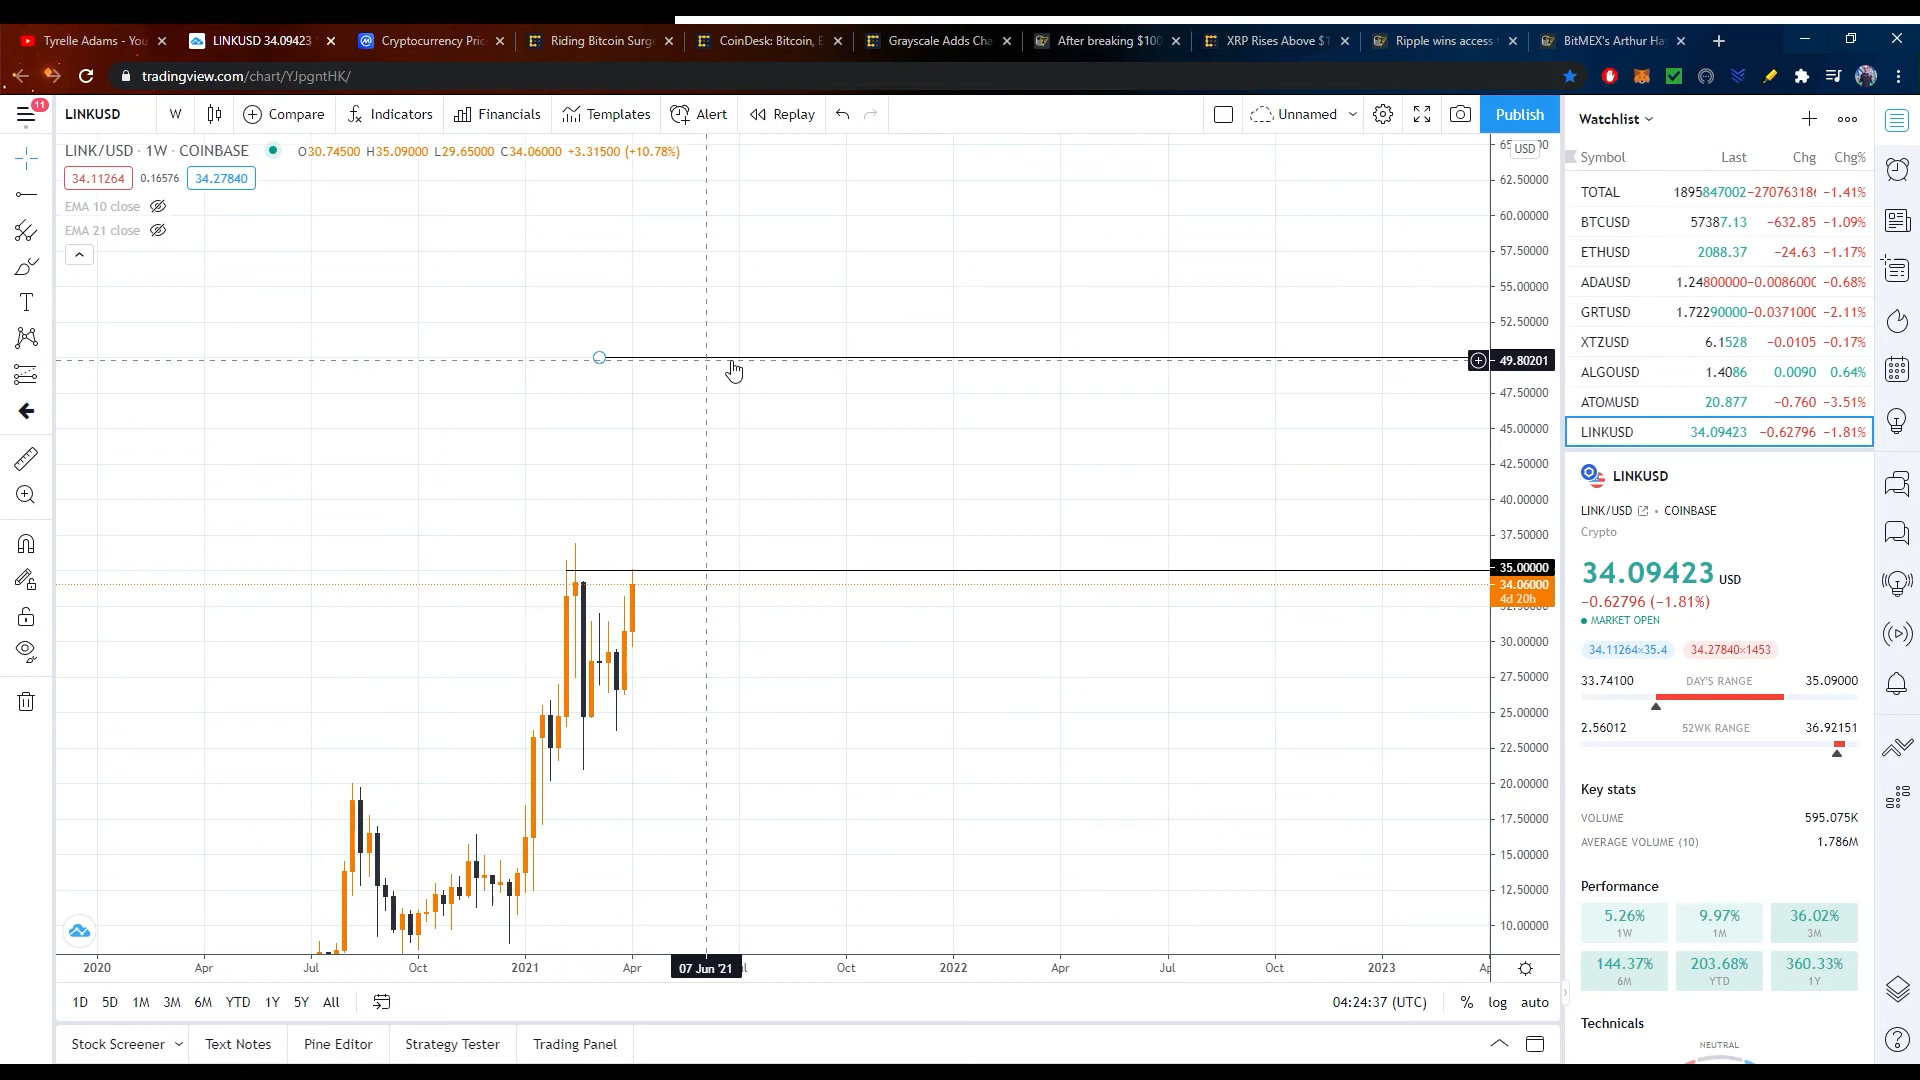 Tyrelle Adams - You
LINKUSD 34.09423
Cryptocurrency Pric
Riding Bitcoin Surge
CoinDesk: Bitcoin, E
Grayscale Adds Cha
After breaking $100
XRP Rises Above $1
Ripple wins access t
BitMEX's Arthur Hay
tradingview.com/chart/YJpgntHK/
11
LINKUSD W Compare Indicators Financials Templates Alert Replay Unnamed Publish
LINK/USD · 1W · COINBASE O30.74500 H35.09000 L29.65000 C34.06000 +3.31500 (+10.78%)
34.11264 0.16576 34.27840
EMA 10 close
EMA 21 close
USD
62.50000
60.00000
57.50000
55.00000
52.50000
49.80201
47.50000
45.00000
42.50000
40.00000
37.50000
35.00000
34.06000
4d 20h
30.00000
27.50000
25.00000
22.50000
20.00000
17.50000
15.00000
12.50000
10.00000
2020 Apr Jul Oct 2021 Apr 07 Jun '21 Oct 2022 Apr Jul Oct 2023
1D 5D 1M 3M 6M YTD 1Y 5Y All
04:24:37 (UTC) % log auto
Stock Screener Text Notes Pine Editor Strategy Tester Trading Panel
Watchlist
Symbol Last Chg Chg%
TOTAL 1895847002 −27076318 −1.41%
BTCUSD 57387.13 −632.85 −1.09%
ETHUSD 2088.37 −24.63 −1.17%
ADAUSD 1.24800000 −0.0086000 −0.68%
GRTUSD 1.72290000 −0.0371000 −2.11%
XTZUSD 6.1528 −0.0105 −0.17%
ALGOUSD 1.4086 0.0090 0.64%
ATOMUSD 20.877 −0.760 −3.51%
LINKUSD 34.09423 −0.62796 −1.81%
LINKUSD
LINK/USD • COINBASE
Crypto
34.09423 USD
−0.62796 (−1.81%)
MARKET OPEN
34.11264×35.4 34.27840×1453
33.74100 DAY'S RANGE 35.09000
2.56012 52WK RANGE 36.92151
Key stats
VOLUME 595.075K
AVERAGE VOLUME (10) 1.786M
Performance
5.26% 9.97% 36.02%
1W 1M 3M
144.37% 203.68% 360.33%
6M YTD 1Y
Technicals
NEUTRAL